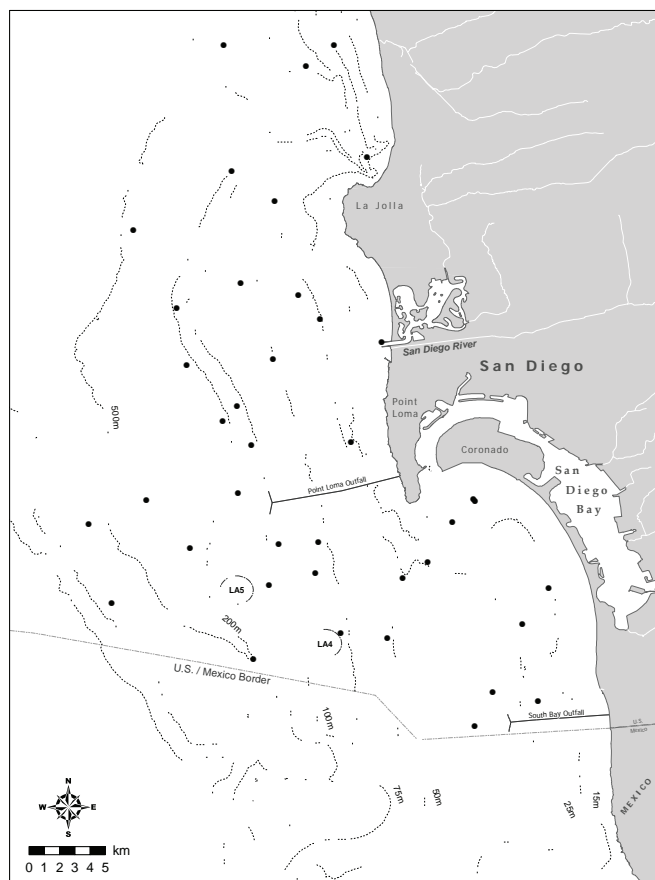 La Jolla
San Diego River
San Diego
500m
Point
Loma
Coronado
San
Diego
Bay
Point Loma Outfall
LA5
200m
LA4
U.S. / Mexico Border
100m
South Bay Outfall
U.S.
Mexico
75m
50m
25m
15m
MEXICO
N
W E
S
km
0 1 2 3 4 5